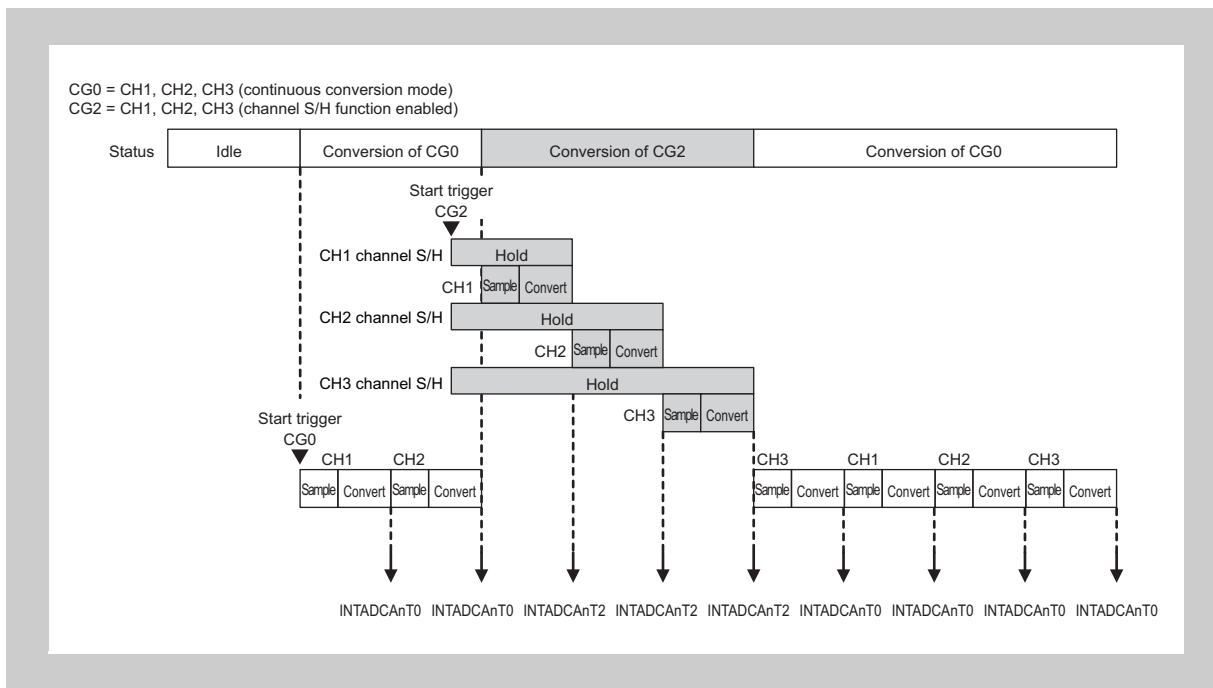 CG0 = CH1, CH2, CH3 (continuous conversion mode)
CG2 = CH1, CH2, CH3 (channel S/H function enabled)
Status Idle Conversion of CG0 Conversion of CG2 Conversion of CG0
Start trigger
CG2
CH1 channel S/H Hold
CH1 Sample Convert
CH2 channel S/H Hold
CH2 Sample Convert
CH3 channel S/H Hold
CH3 Sample Convert
Start trigger
CG0
CH1 CH2 CH3 CH1 CH2 CH3
Sample Convert Sample Convert Sample Convert Sample Convert Sample Convert Sample Convert
INTADCAnT0 INTADCAnT0 INTADCAnT2 INTADCAnT2 INTADCAnT2 INTADCAnT0 INTADCAnT0 INTADCAnT0 INTADCAnT0